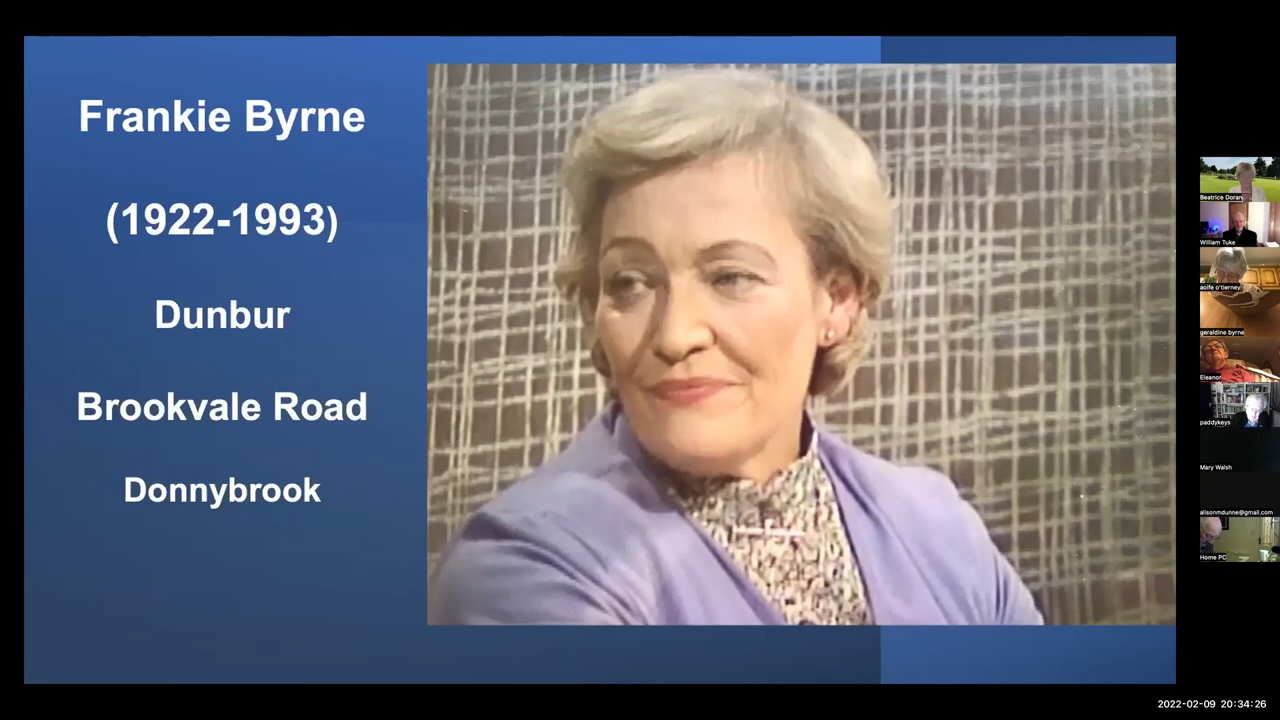 Frankie Byrne
(1922-1993)
Dunbur
Brookvale Road
Donnybrook
Beatrice Doran
William Tuke
aoife o'tierney
geraldine byrne
Eleanor
paddykeys
Mary Walsh
alisonmdunne@gmail.com
Home PC
2022-02-09 20:34:26